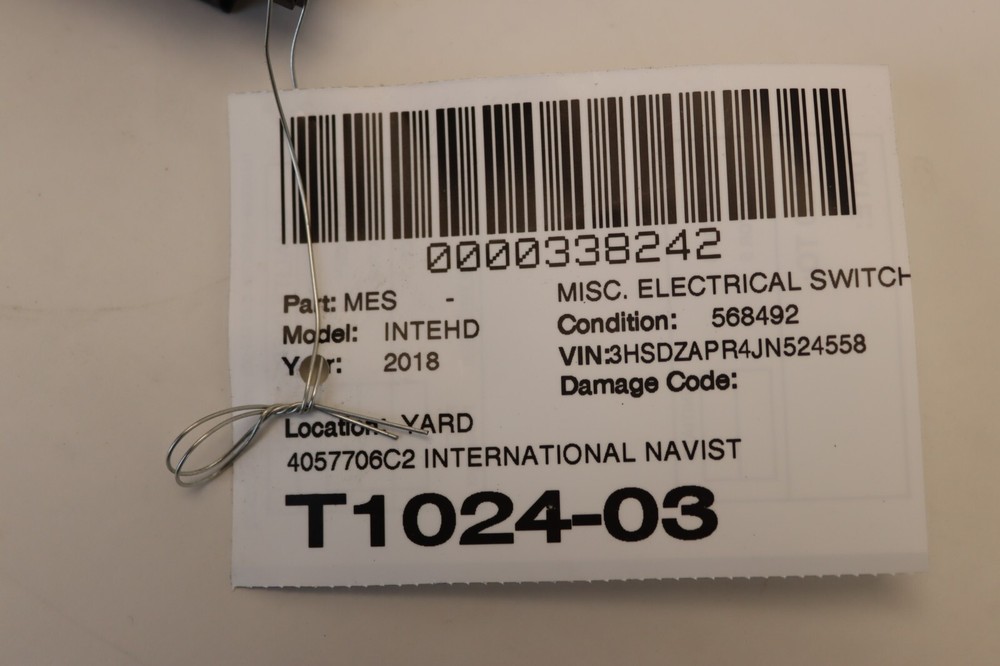 0000338242
Part: MES - MISC. ELECTRICAL SWITCH
Model: INTEHD Condition: 568492
Year: 2018 VIN:3HSDZAPR4JN524558
Damage Code:
Location: YARD
4057706C2 INTERNATIONAL NAVIST
T1024-03